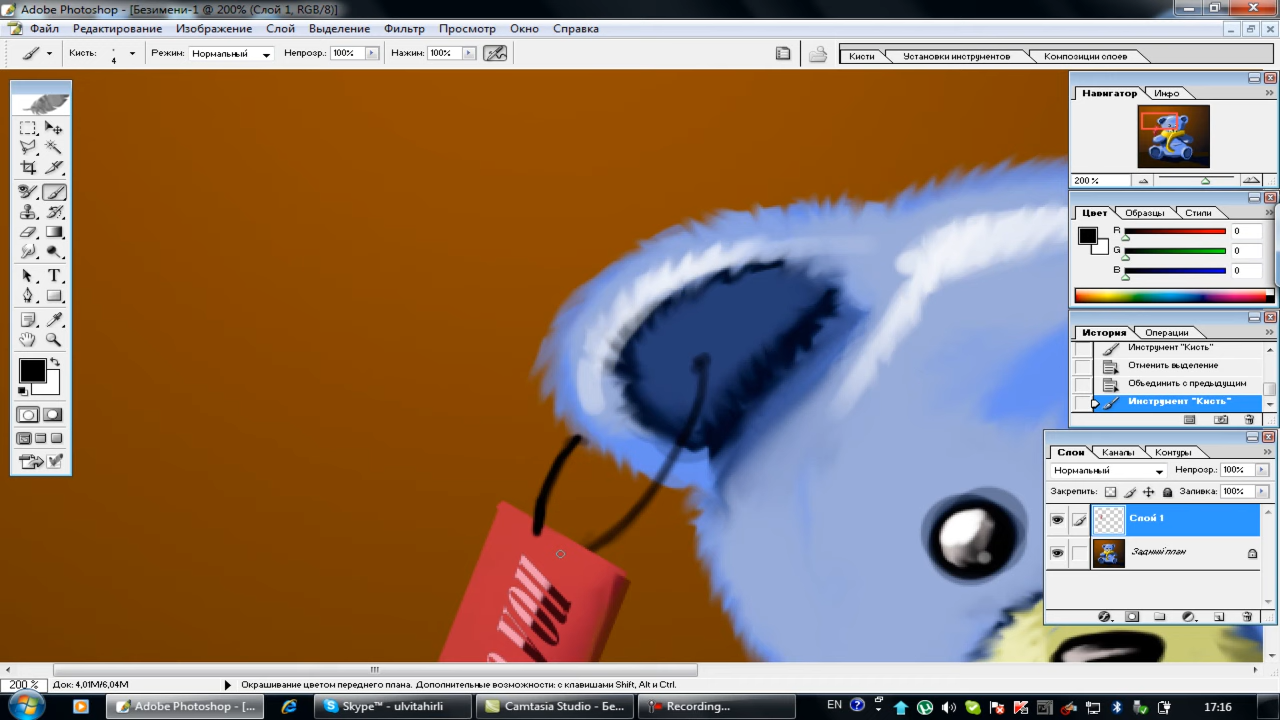 Adobe Photoshop - [Безимени-1 @ 200% (Слой 1, RGB/8)]
Файл Редактирование Изображение Слой Выделение Фильтр Просмотр Окно Справка
Кисть: 4 Режим: Нормальный Непрозр.: 100% Нажим: 100% Кисти Установки инструментов Композиции слоев
Навигатор Инфо
200 %
Цвет Образцы Стили
R 0
G 0
B 0
История Операции
Инструмент "Кисть"
Отменить выделение
Объединить с предыдущим
Инструмент "Кисть"
Слои Каналы Контуры
Нормальный Непрозр.: 100%
Закрепить: Заливка: 100%
Слой 1
Задний план
you
200 % Док: 4,01M/6,04M Окрашивание цветом переднего плана. Дополнительные возможности: с клавишами Shift, Alt и Ctrl.
Adobe Photoshop - [... Skype™ - ulvitahirli Camtasia Studio - Бе... Recording... EN 17:16